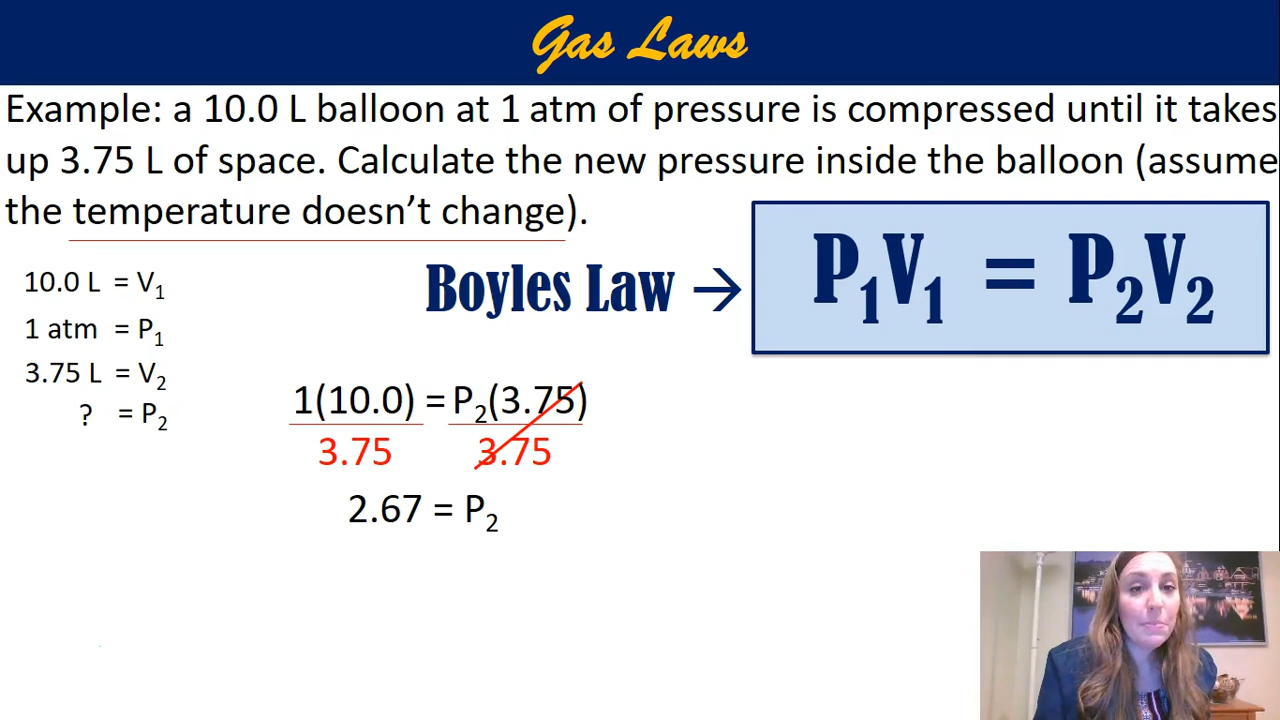 Gas Laws
Example: a 10.0 L balloon at 1 atm of pressure is compressed until it takes
up 3.75 L of space. Calculate the new pressure inside the balloon (assume
the temperature doesn’t change).
Boyles Law → P₁V₁ = P₂V₂
10.0 L = V₁
1 atm = P₁
3.75 L = V₂
? = P₂
1(10.0) = P₂(3.75)
3.75 3.75
2.67 = P₂